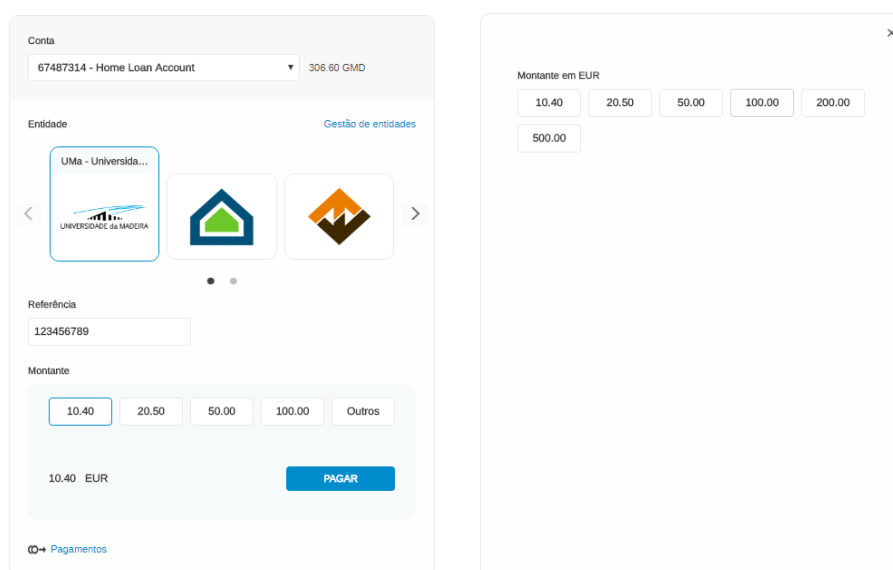 Conta
67487314 - Home Loan Account
306.60 GMD
Entidade
Gestão de entidades
UMa - Universida...
UNIVERSIDADE da MADEIRA
Referência
123456789
Montante
10.40 20.50 50.00 100.00 Outros
10.40 EUR
PAGAR
Pagamentos
Montante em EUR
10.40 20.50 50.00 100.00 200.00
500.00